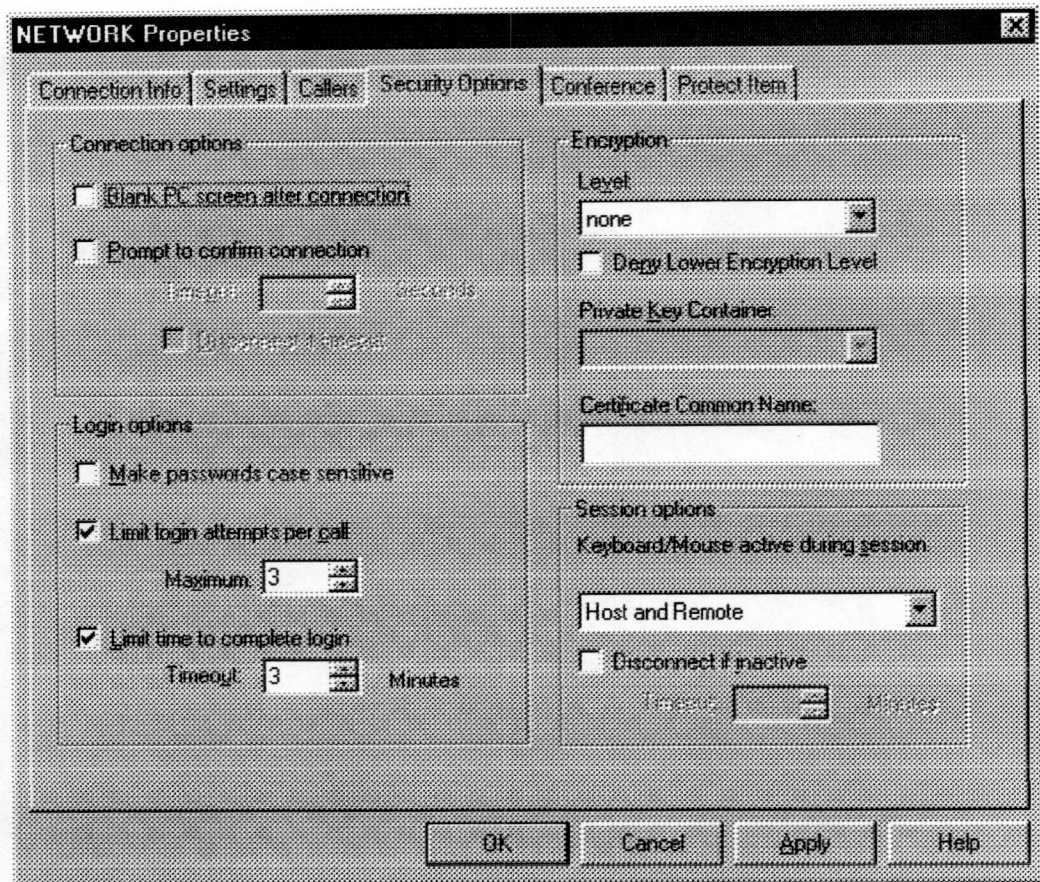 NETWORK Properties
Connection Info
Settings
Callers
Security Options
Conference
Protect Item
Connection options
Blank PC screen after connection
Prompt to confirm connection
Timeout:
Seconds
Disconnect if timeout
Login options
Make passwords case sensitive
Limit login attempts per call
Maximum: 3
Limit time to complete login
Timeout: 3 Minutes
Encryption
Level:
none
Deny Lower Encryption Level
Private Key Container:
Certificate Common Name:
Session options
Keyboard/Mouse active during session
Host and Remote
Disconnect if inactive
Timeout:
Minutes
OK
Cancel
Apply
Help